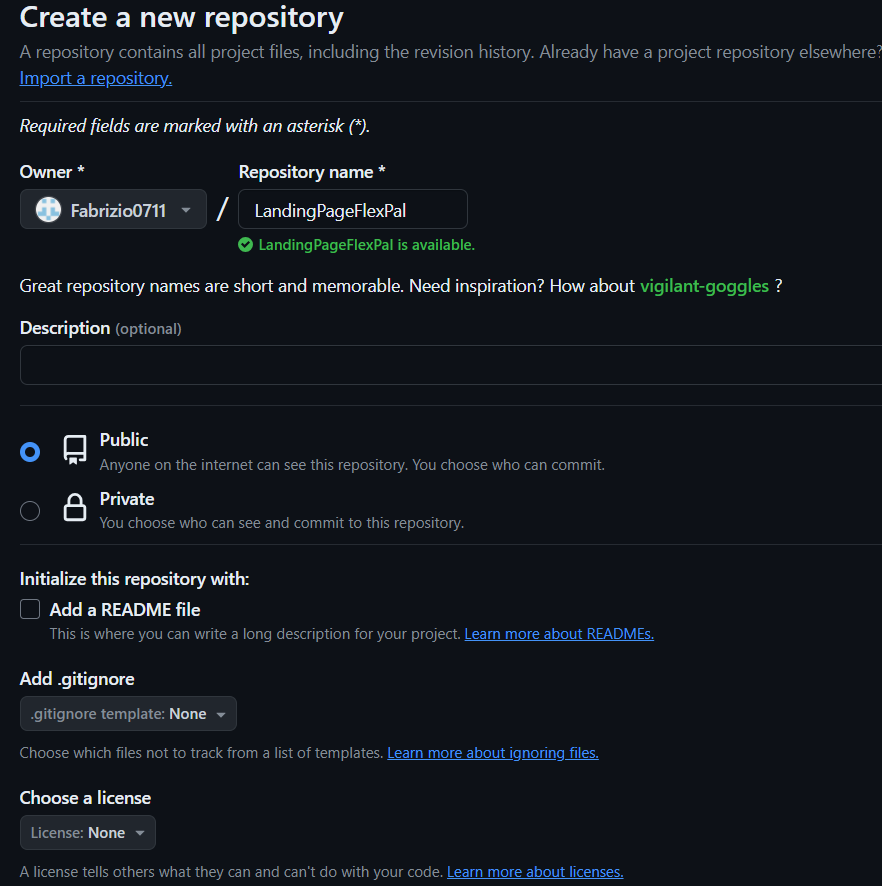 Create a new repository
A repository contains all project files, including the revision history. Already have a project repository elsewhere?
Import a repository.
Required fields are marked with an asterisk (*).
Owner *
Repository name *
Fabrizio0711
/
LandingPageFlexPal
LandingPageFlexPal is available.
Great repository names are short and memorable. Need inspiration? How about vigilant-goggles ?
Description (optional)
Public
Anyone on the internet can see this repository. You choose who can commit.
Private
You choose who can see and commit to this repository.
Initialize this repository with:
Add a README file
This is where you can write a long description for your project. Learn more about READMEs.
Add .gitignore
.gitignore template: None
Choose which files not to track from a list of templates. Learn more about ignoring files.
Choose a license
License: None
A license tells others what they can and can't do with your code. Learn more about licenses.